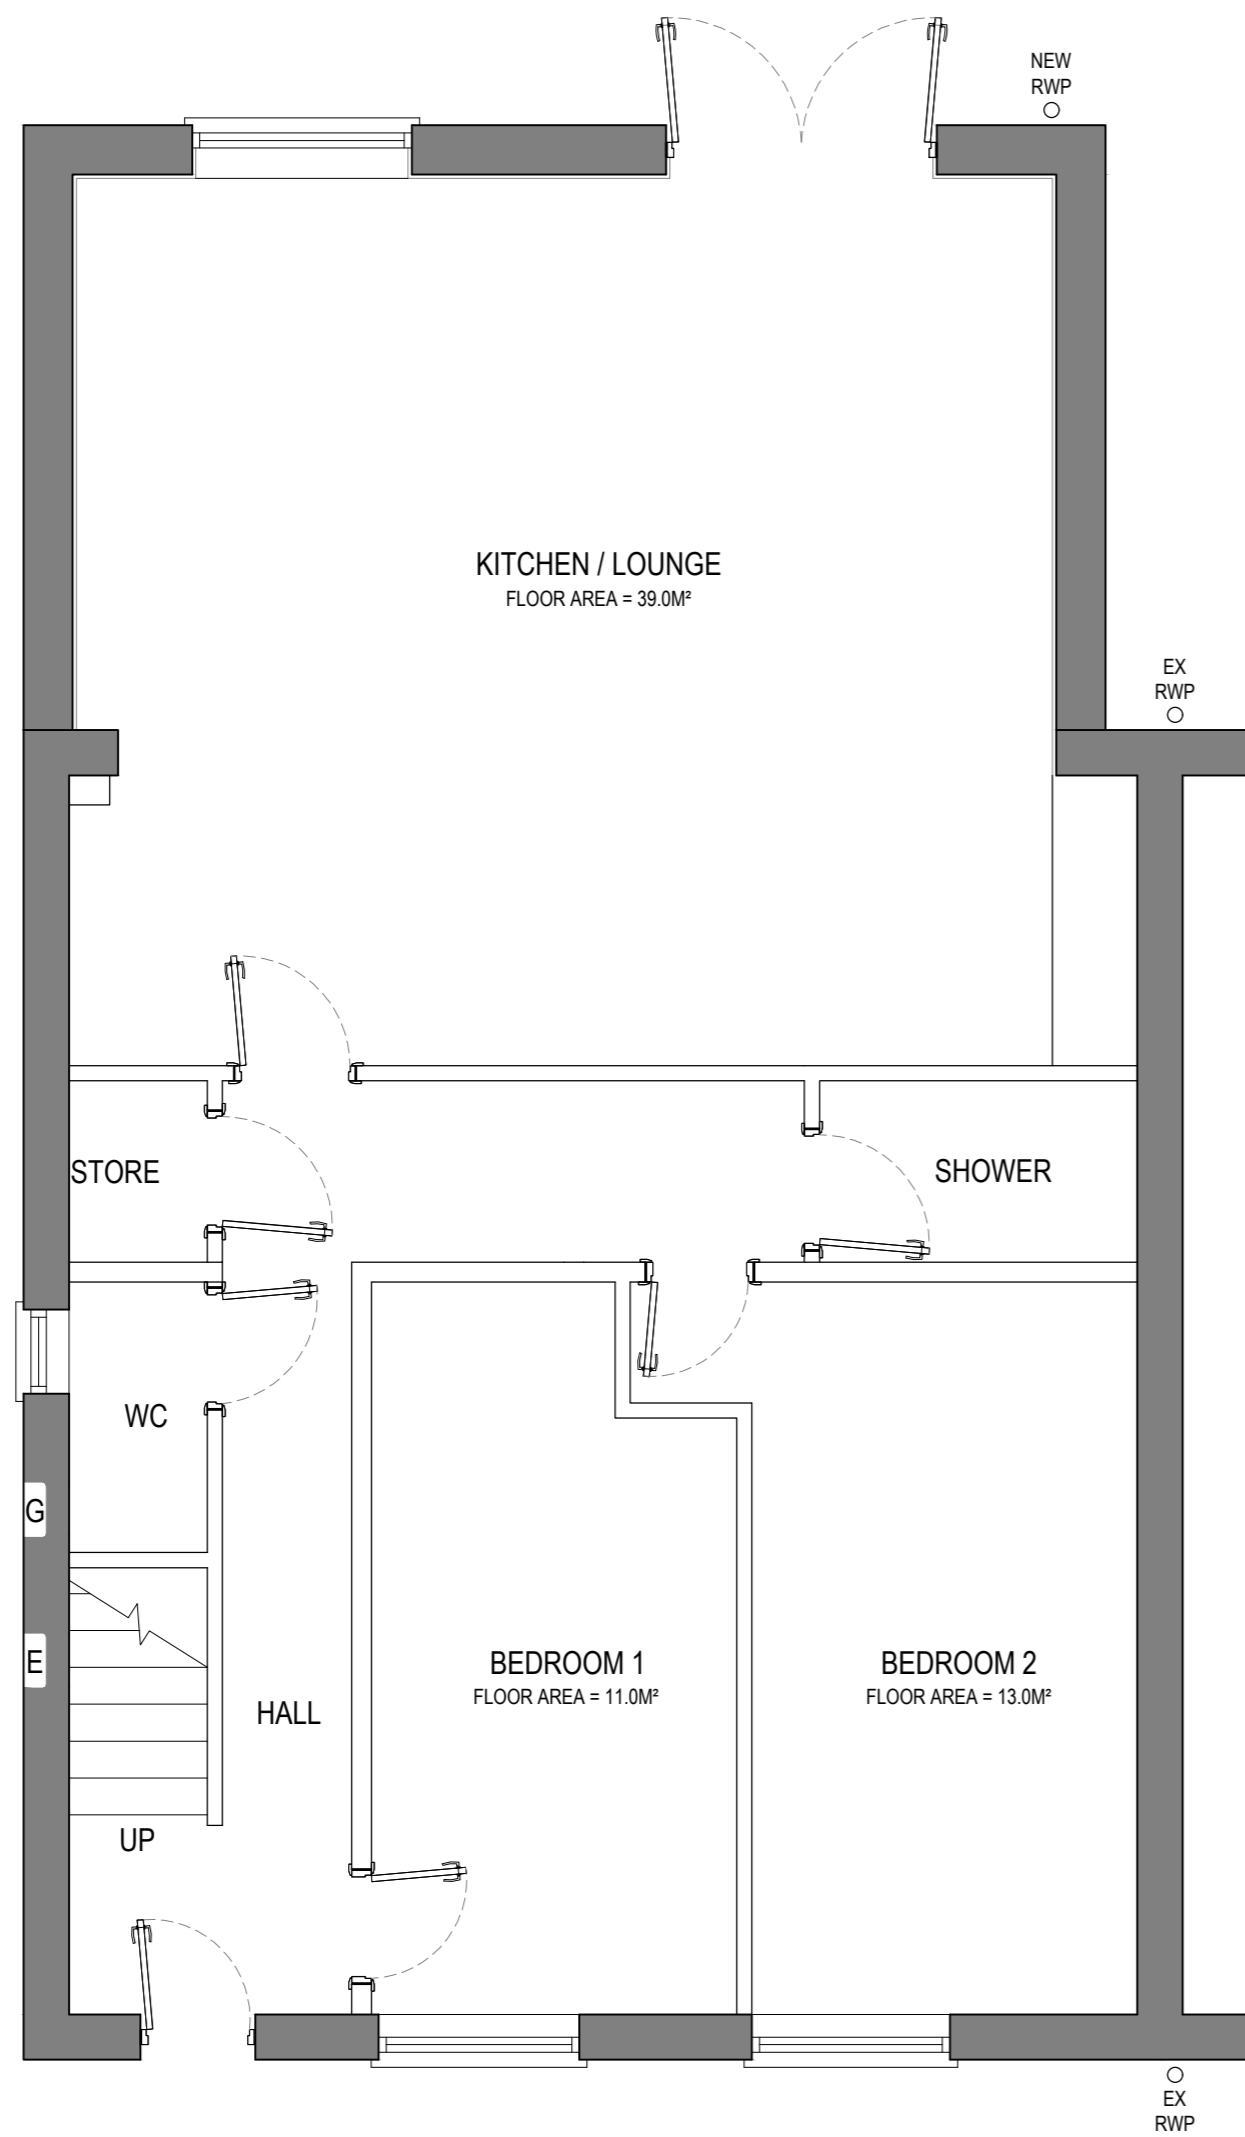 NEW
RWP
KITCHEN / LOUNGE
FLOOR AREA = 39.0M²
EX
RWP
STORE
SHOWER
WC
G
E
BEDROOM 1
FLOOR AREA = 11.0M²
BEDROOM 2
FLOOR AREA = 13.0M²
HALL
UP
EX
RWP